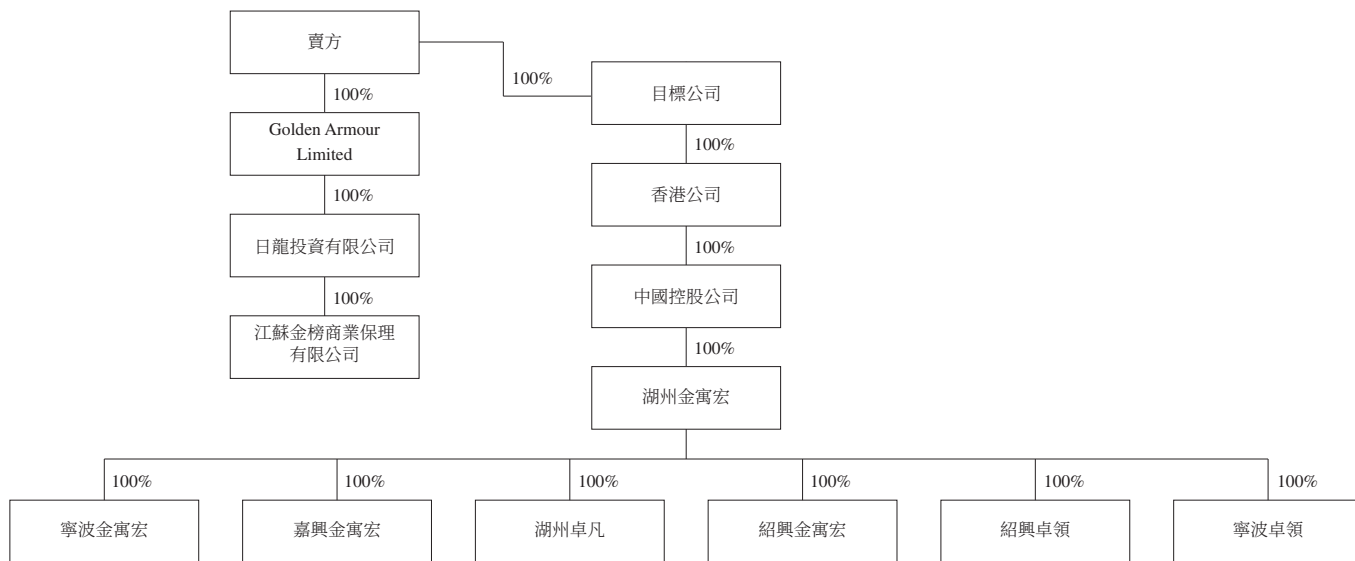 賣方
100%
目標公司
100%
Golden Armour
Limited
100%
香港公司
100%
日龍投資有限公司
100%
中國控股公司
100%
江蘇金榜商業保理
有限公司
100%
湖州金寓宏
100%
100%
100%
100%
100%
100%
寧波金寓宏
嘉興金寓宏
湖州卓凡
紹興金寓宏
紹興卓領
寧波卓領